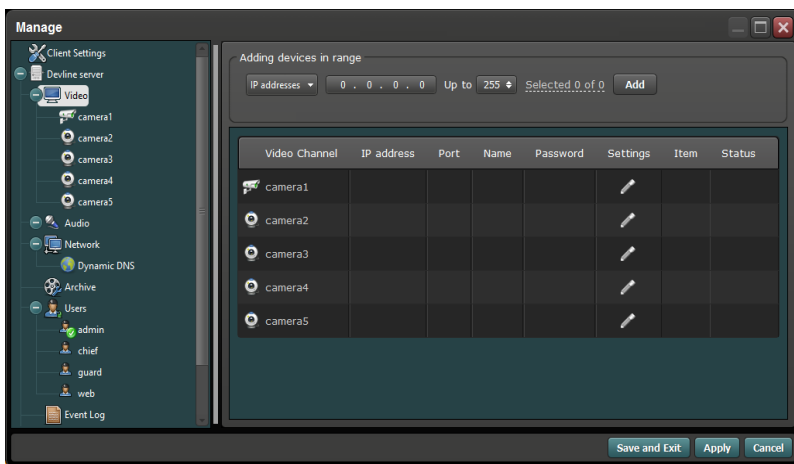 Manage
Client Settings
Devline server
Video
camera1
camera2
camera3
camera4
camera5
Audio
Network
Dynamic DNS
Archive
Users
admin
chief
guard
web
Event Log
Adding devices in range
IP addresses 0 . 0 . 0 . 0 Up to 255 Selected 0 of 0 Add
Video Channel IP address Port Name Password Settings Item Status
camera1
camera2
camera3
camera4
camera5
Save and Exit Apply Cancel